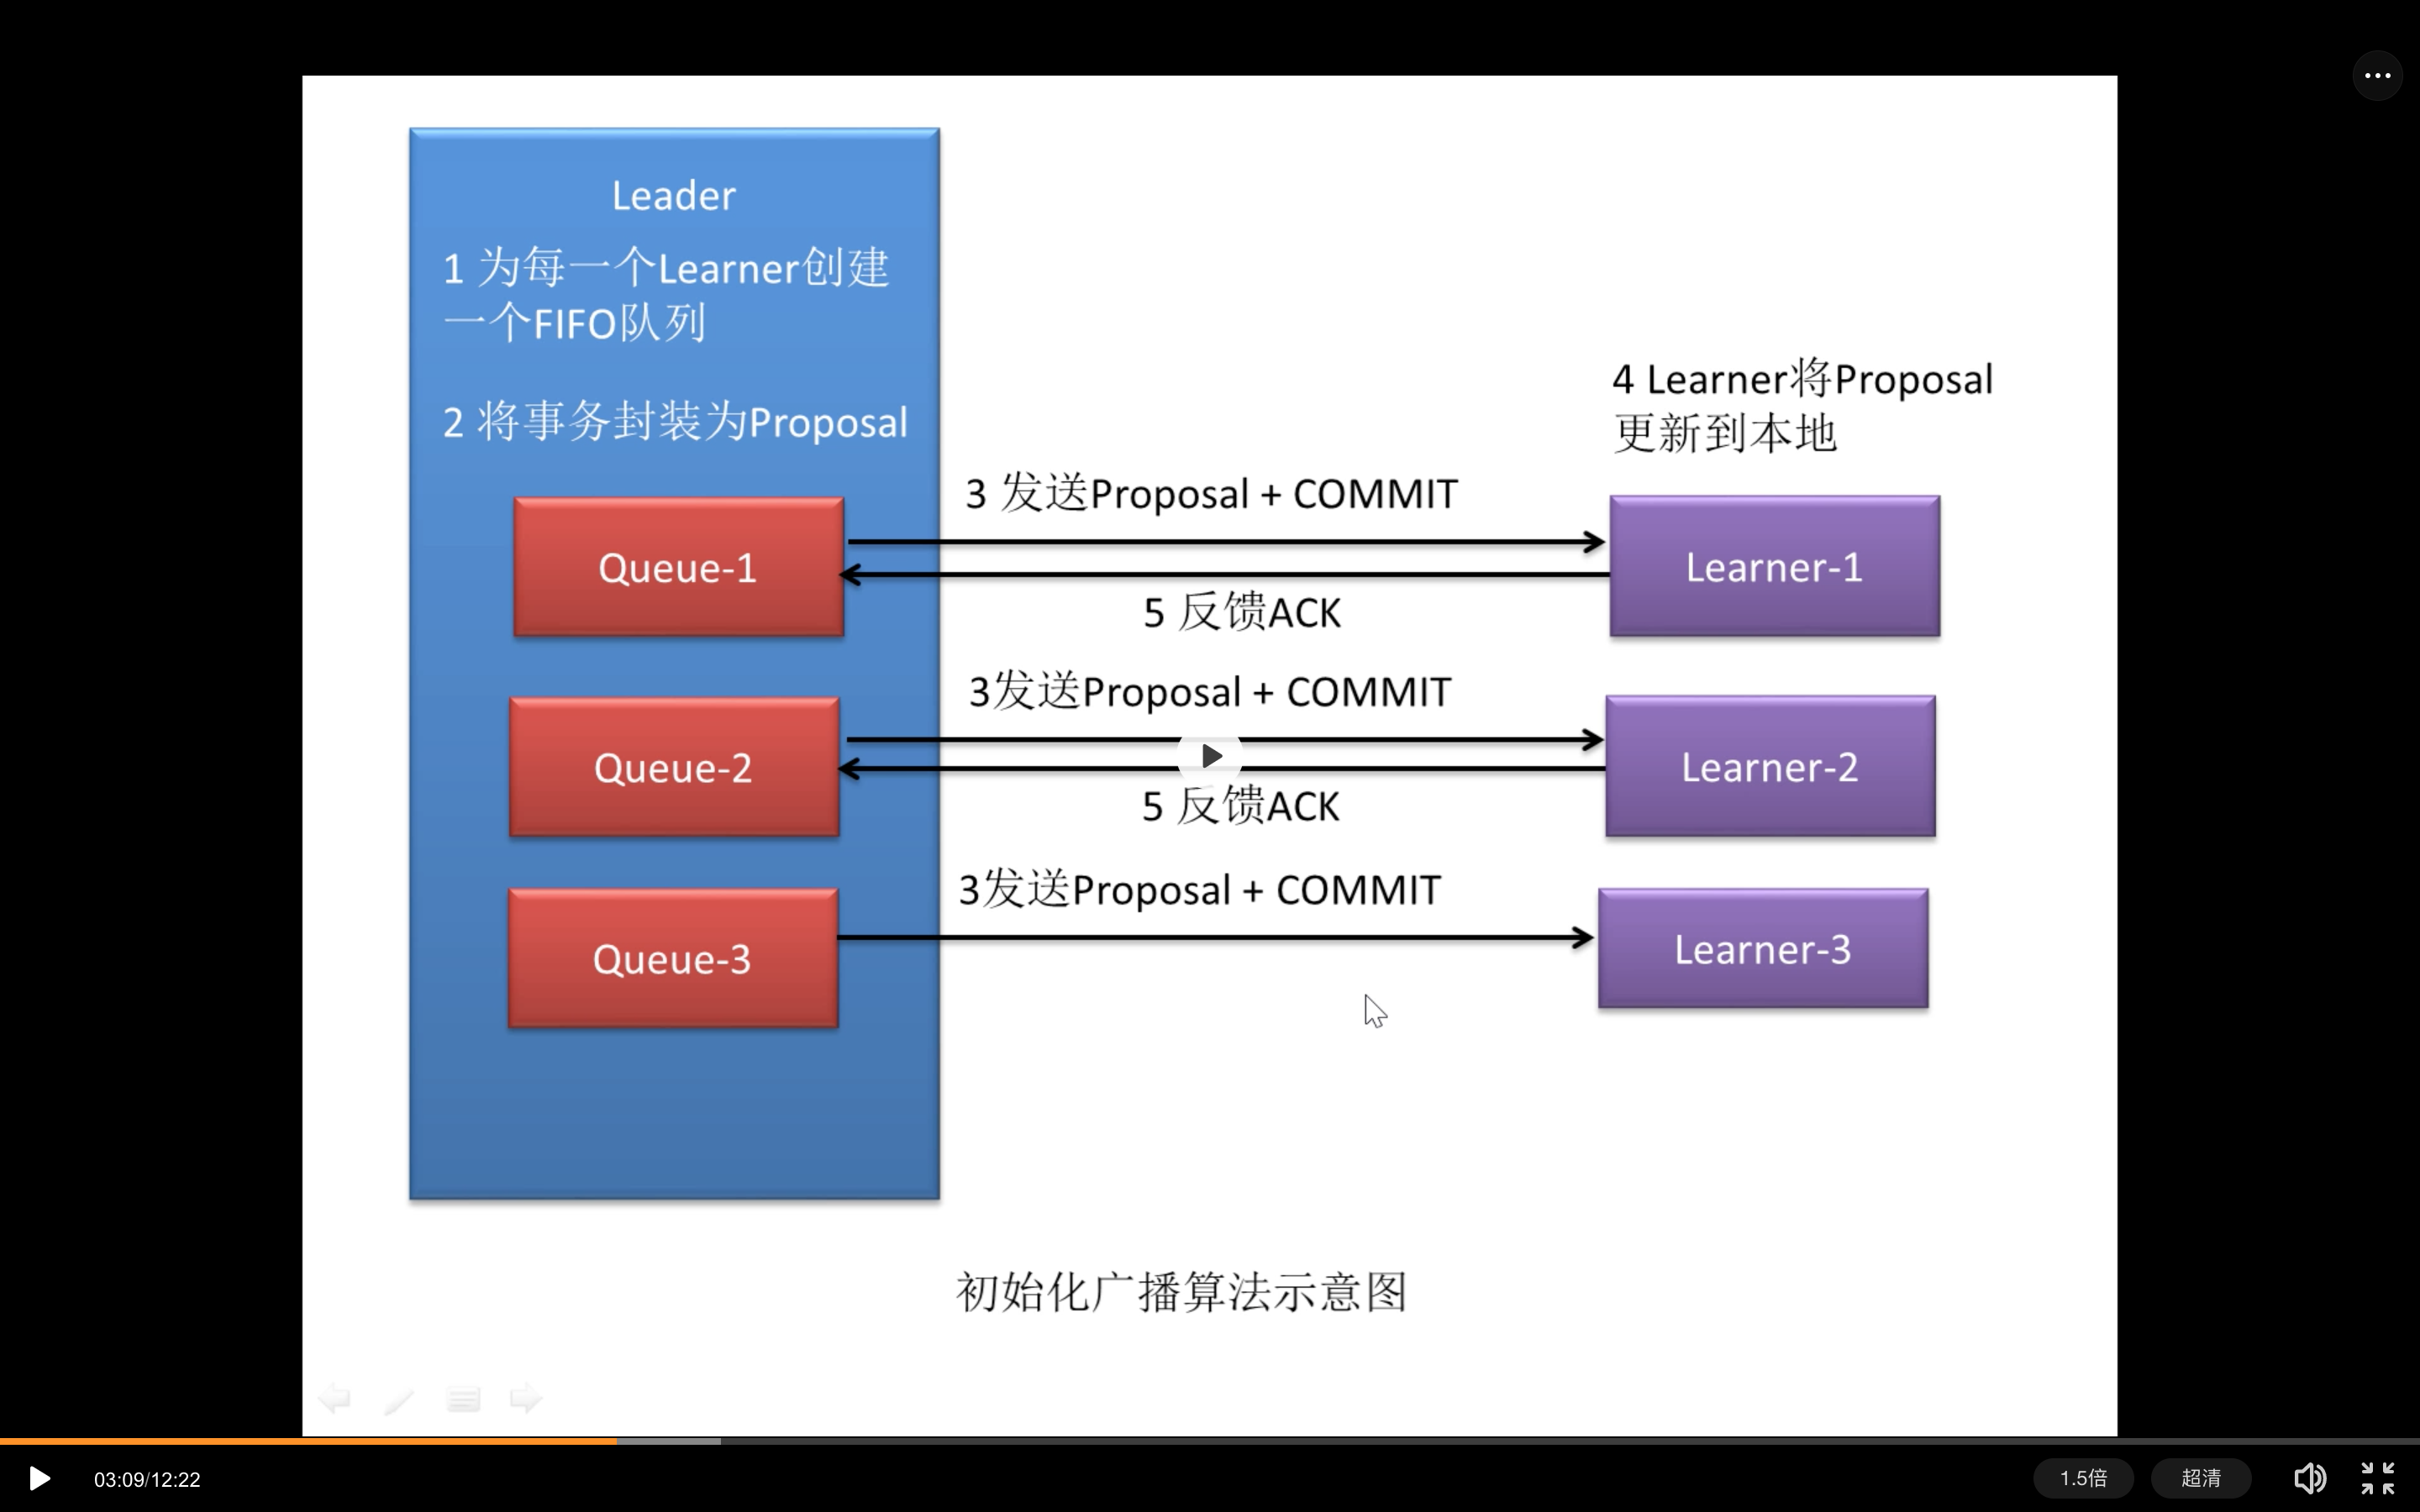 Leader
1 为每一个Learner创建
一个FIFO队列
2 将事务封装为Proposal
4 Learner将Proposal
更新到本地
3 发送Proposal + COMMIT
Queue-1
Learner-1
5 反馈ACK
3发送Proposal + COMMIT
Queue-2
Learner-2
5 反馈ACK
3发送Proposal + COMMIT
Queue-3
Learner-3
初始化广播算法示意图
03:09/12:22
1.5倍
超清